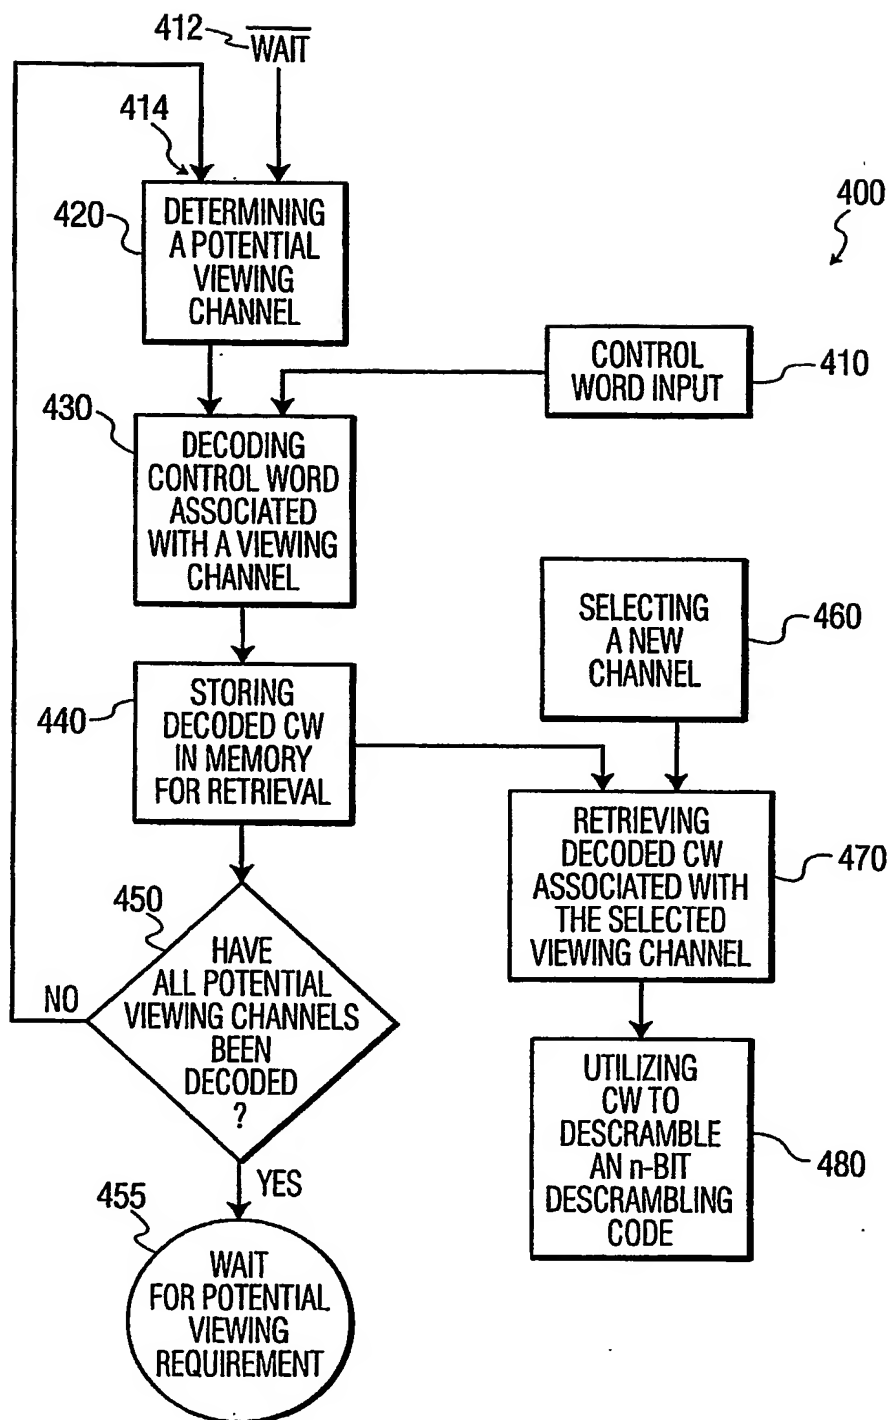 412
WAIT
414
400
420
DETERMINING
A POTENTIAL
VIEWING
CHANNEL
CONTROL
WORD INPUT
410
430
DECODING
CONTROL WORD
ASSOCIATED
WITH A VIEWING
CHANNEL
SELECTING
A NEW
CHANNEL
460
440
STORING
DECODED CW
IN MEMORY
FOR RETRIEVAL
RETRIEVING
DECODED CW
ASSOCIATED WITH
THE SELECTED
VIEWING CHANNEL
470
450
HAVE
ALL POTENTIAL
VIEWING CHANNELS
BEEN
DECODED
?
NO
YES
UTILIZING
CW TO
DESCRAMBLE
AN n-BIT
DESCRAMBLING
CODE
480
455
WAIT
FOR POTENTIAL
VIEWING
REQUIREMENT